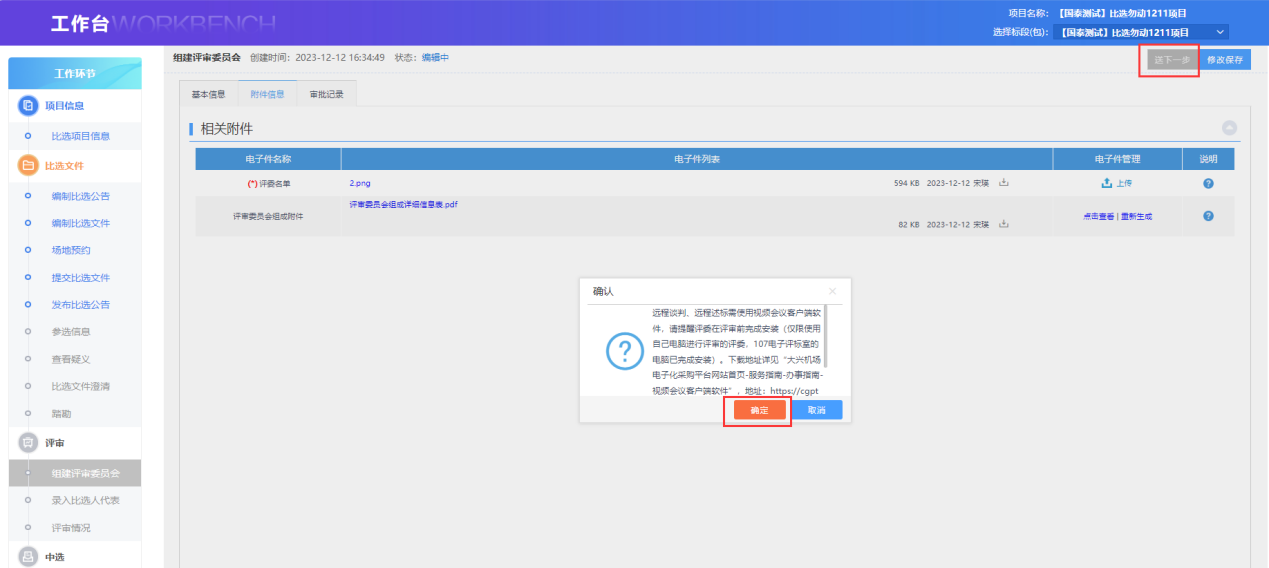 工作台WORKBENCH
项目名称: 【国泰测试】比选勿动1211项目
选择标段(包): 【国泰测试】比选勿动1211项目
组建评审委员会 创建时间: 2023-12-12 16:34:49 状态: 编辑中
送下一步 修改保存
工作环节
项目信息
比选项目信息
比选文件
编制比选公告
编制比选文件
场地预约
提交比选文件
发布比选公告
参选信息
查看疑义
比选文件澄清
踏勘
评审
组建评审委员会
录入比选人代表
评审情况
中选
基本信息 附件信息 审批记录
相关附件
电子件名称 电子件列表 电子件管理 说明
(*)评委名单 2.png 594 KB 2023-12-12 宋瑛 上传
评审委员会组成附件 评审委员会组成详细信息表.pdf 82 KB 2023-12-12 宋瑛 点击查看 | 重新生成
确认
远程谈判、远程述标需使用视频会议客户端软
件，请提醒评委在评审前完成安装（仅限使用
自己电脑进行评审的评委，107电子评标室的
电脑已完成安装）。下载地址详见“大兴机场
电子化采购平台网站首页-服务指南-办事指南-
视频会议客户端软件”，地址：https://cgpt
确定 取消